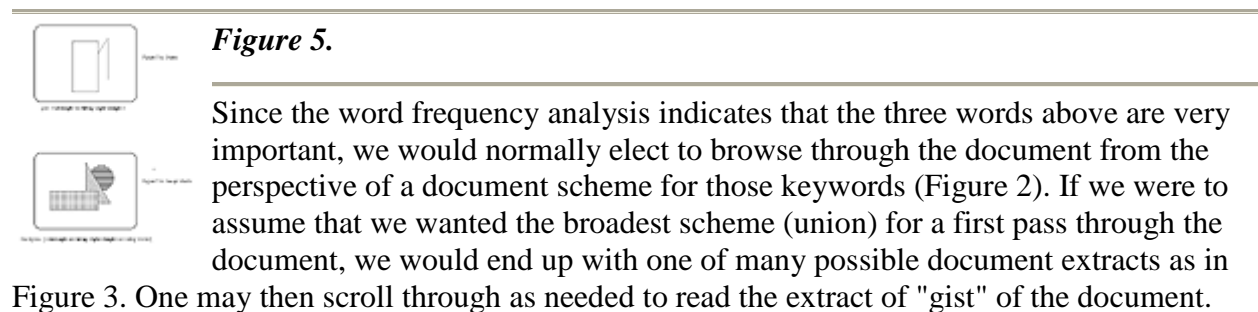 Figure 5.
Since the word frequency analysis indicates that the three words above are very
important, we would normally elect to browse through the document from the
perspective of a document scheme for those keywords (Figure 2). If we were to
assume that we wanted the broadest scheme (union) for a first pass through the
document, we would end up with one of many possible document extracts as in
Figure 3. One may then scroll through as needed to read the extract of "gist" of the document.